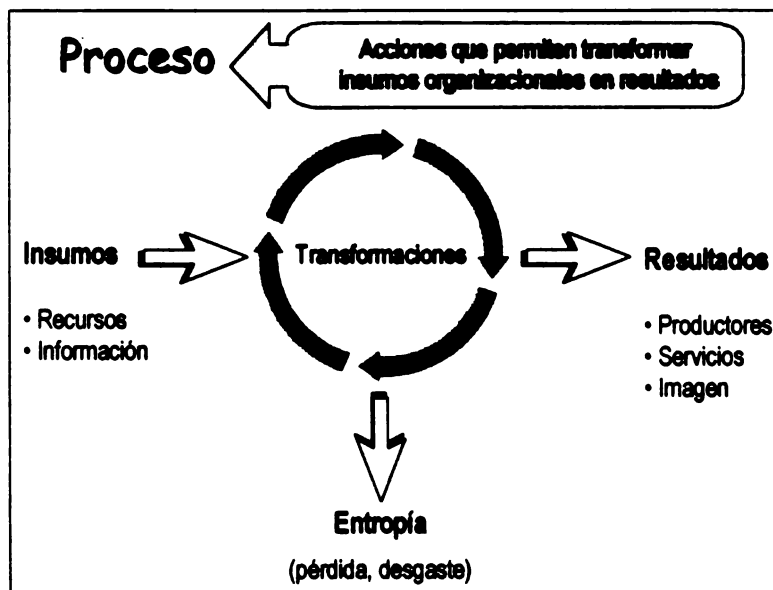 Proceso
Acciones que permiten transformar
insumos organizacionales en resultados
Insumos
Transformaciones
Resultados
• Recursos
• Información
• Productores
• Servicios
• Imagen
Entropía
(pérdida, desgaste)